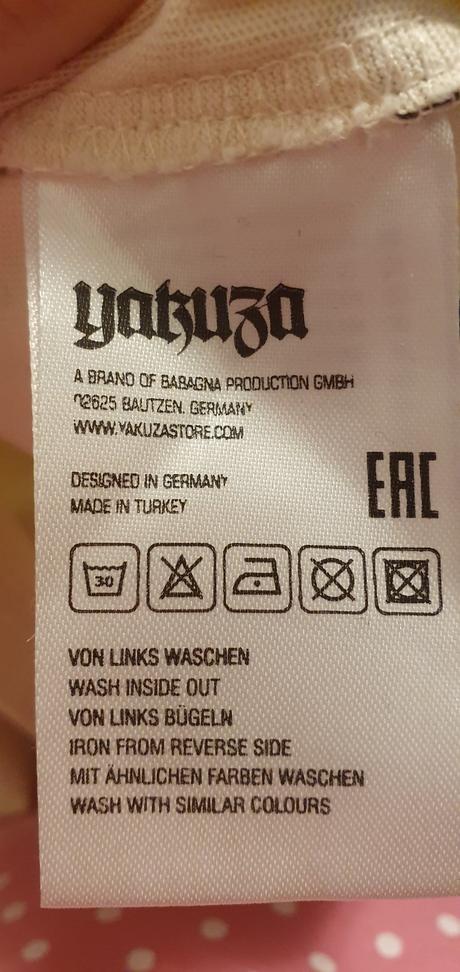 yakuza
A BRAND OF BABAGNA PRODUCTION GMBH
02625 BAUTZEN. GERMANY
WWW.YAKUZASTORE.COM
DESIGNED IN GERMANY
MADE IN TURKEY
EAC
30
VON LINKS WASCHEN
WASH INSIDE OUT
VON LINKS BÜGELN
IRON FROM REVERSE SIDE
MIT ÄHNLICHEN FARBEN WASCHEN
WASH WITH SIMILAR COLOURS